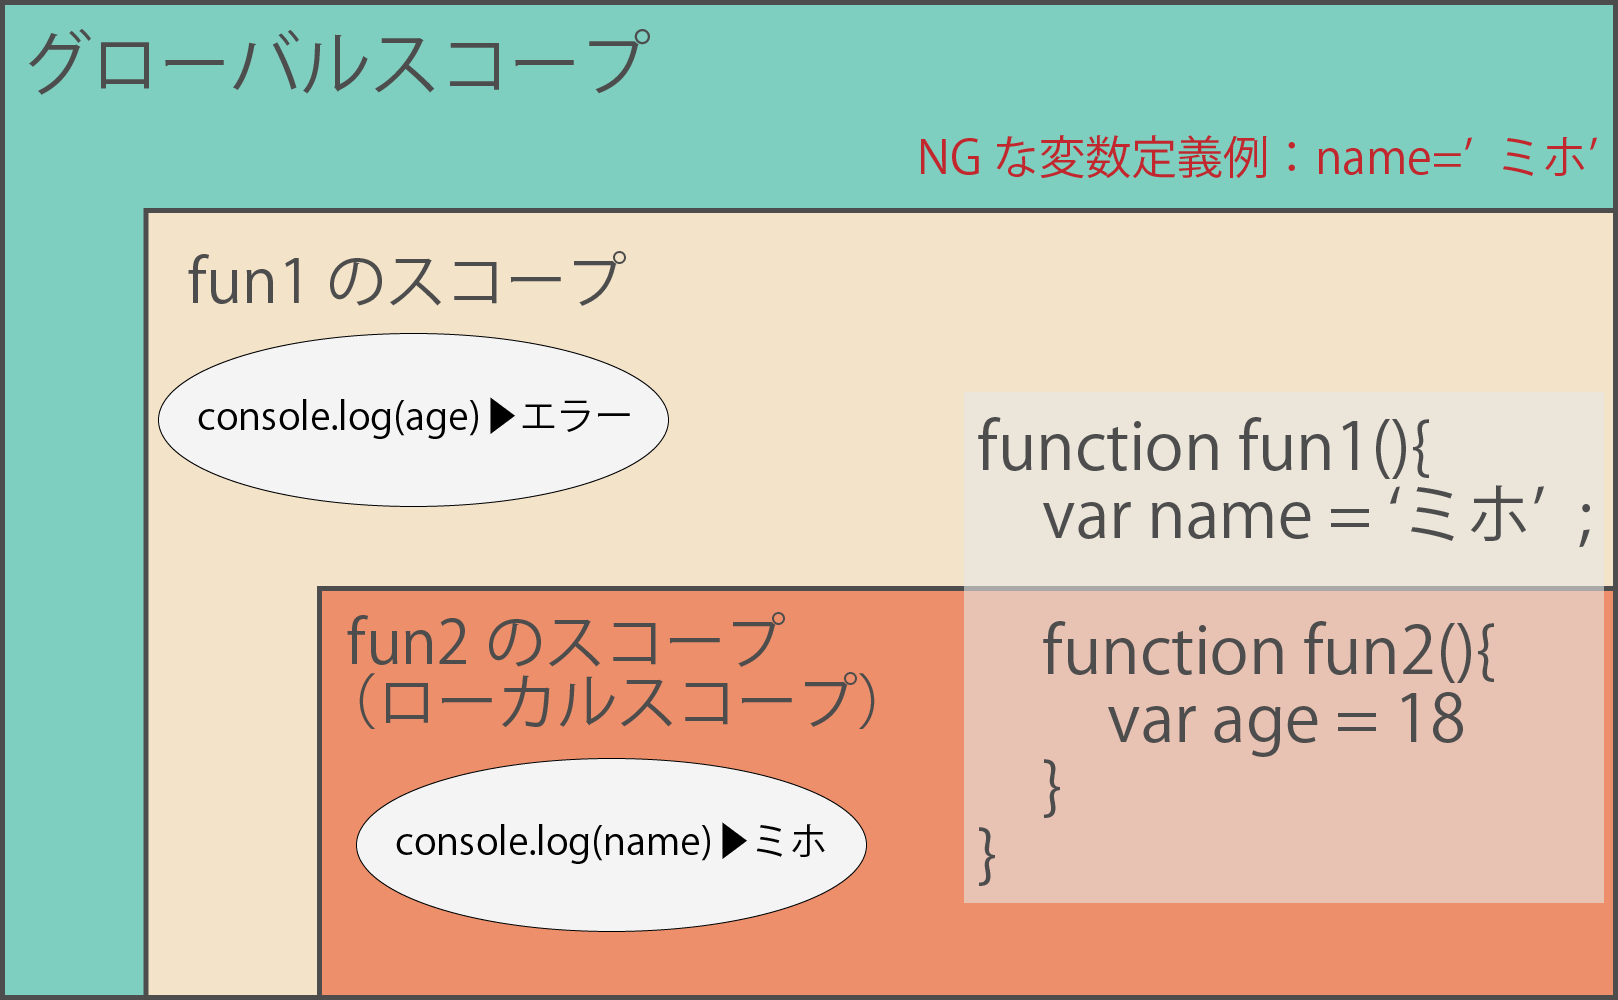 グローバルスコープ
NG な変数定義例：name=’ミホ’
fun1 のスコープ
console.log(age)▶エラー
function fun1(){
var name = ‘ミホ’ ;
fun2 のスコープ
（ローカルスコープ）
console.log(name)▶ミホ
function fun2(){
var age = 18
}
}